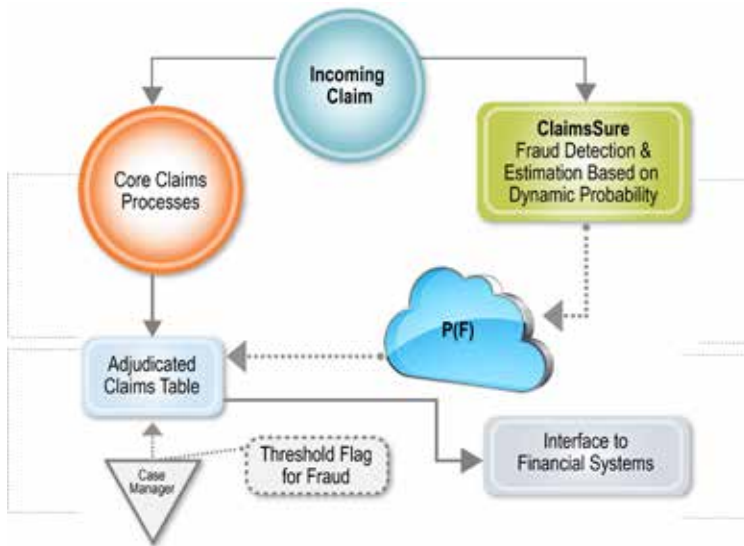 Incoming
Claim
Core Claims
Processes
ClaimsSure
Fraud Detection &
Estimation Based on
Dynamic Probability
P(F)
Adjudicated
Claims Table
Interface to
Financial Systems
Threshold Flag
for Fraud
Case
Manager